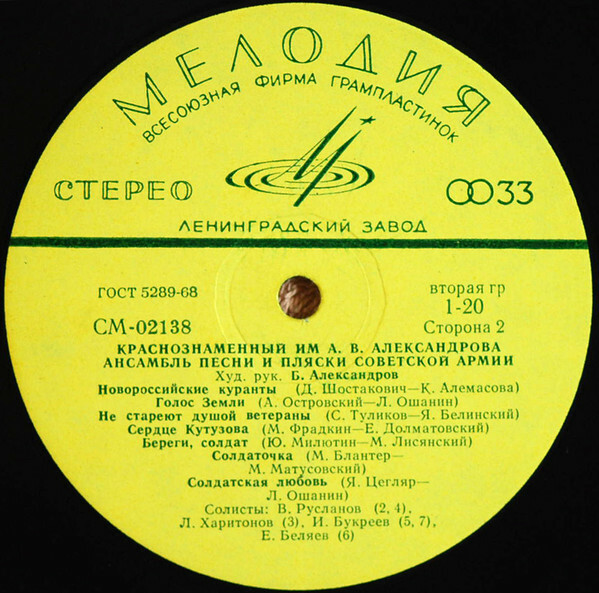 МЕЛОДИЯ
ВСЕСОЮЗНАЯ ФИРМА ГРАМПЛАСТИНОК
СТЕРЕО
33
ЛЕНИНГРАДСКИЙ ЗАВОД
ГОСТ 5289-68
вторая гр
1-20
СМ-02138
Сторона 2
КРАСНОЗНАМЕННЫЙ ИМ А. В. АЛЕКСАНДРОВА
АНСАМБЛЬ ПЕСНИ И ПЛЯСКИ СОВЕТСКОЙ АРМИИ
Худ. рук. Б. Александров
Новороссийские куранты (Д. Шостакович—К. Алемасова)
Голос Земли (А. Островский—Л. Ошанин)
Не стареют душой ветераны (С. Туликов—Я. Белинский)
Сердце Кутузова (М. Фрадкин—Е. Долматовский)
Береги, солдат (Ю. Милютин—М. Лисянский)
Солдаточка (М. Блантер—
М. Матусовский)
Солдатская любовь (Я. Цегляр—
Л. Ошанин)
Солисты: В. Русланов (2, 4),
Л. Харитонов (3), И. Букреев (5, 7),
Е. Беляев (6)